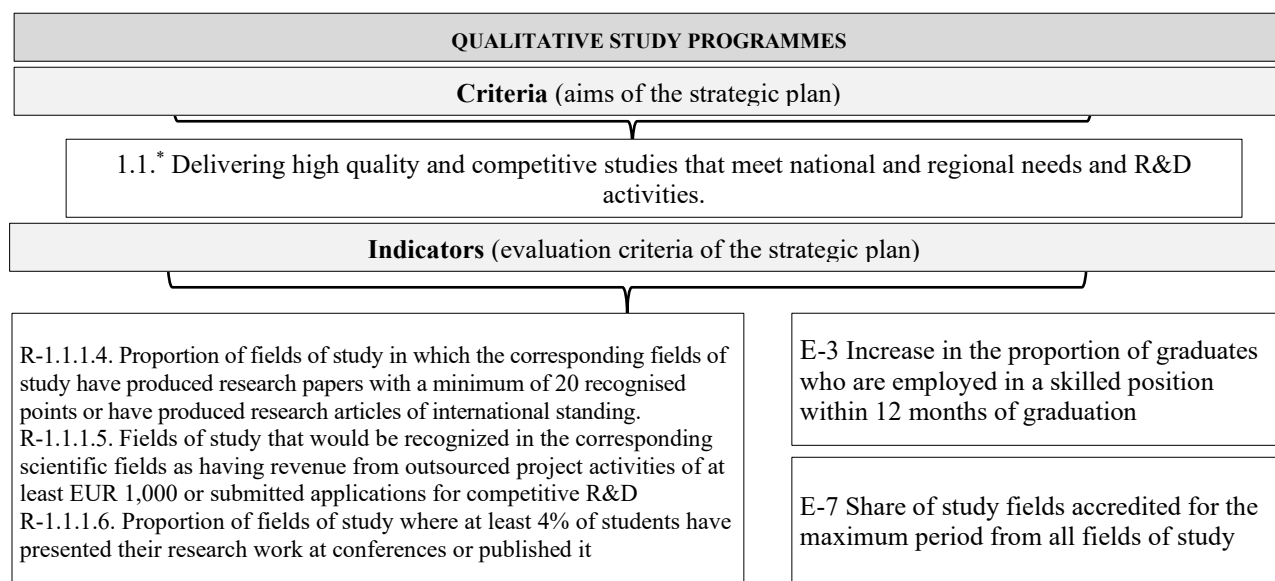 QUALITATIVE STUDY PROGRAMMES
Criteria (aims of the strategic plan)
1.1.* Delivering high quality and competitive studies that meet national and regional needs and R&D
activities.
Indicators (evaluation criteria of the strategic plan)
R-1.1.1.4. Proportion of fields of study in which the corresponding fields of
study have produced research papers with a minimum of 20 recognised
points or have produced research articles of international standing.
R-1.1.1.5. Fields of study that would be recognized in the corresponding
scientific fields as having revenue from outsourced project activities of at
least EUR 1,000 or submitted applications for competitive R&D
R-1.1.1.6. Proportion of fields of study where at least 4% of students have
presented their research work at conferences or published it
E-3 Increase in the proportion of graduates
who are employed in a skilled position
within 12 months of graduation
E-7 Share of study fields accredited for the
maximum period from all fields of study